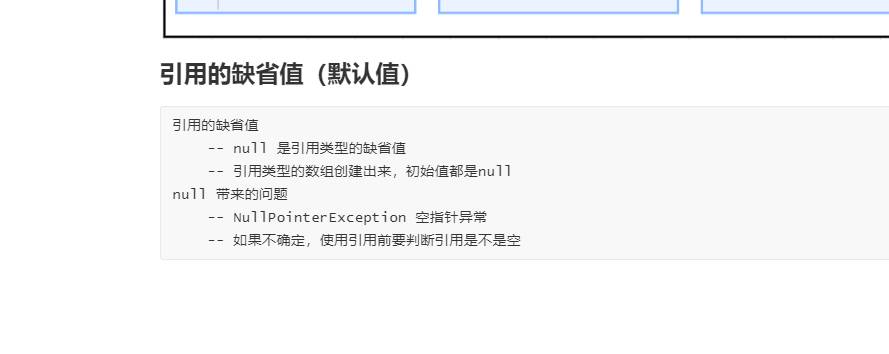 引用的缺省值（默认值）
引用的缺省值
-- null 是引用类型的缺省值
-- 引用类型的数组创建出来，初始值都是null
null 带来的问题
-- NullPointerException 空指针异常
-- 如果不确定，使用引用前要判断引用是不是空